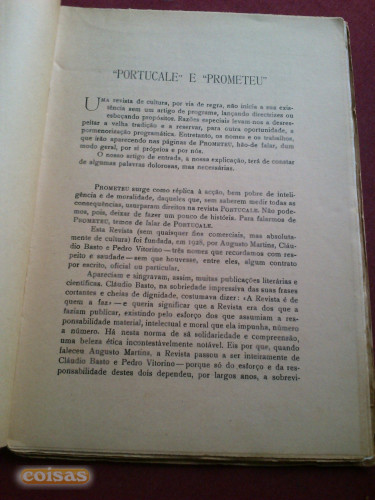 "PORTUCALE" E "PROMETEU"
UMA revista de cultura, por via de regra, não inicia a sua exis-
tência sem um artigo de programa, lançando directrizes ou
esboçando propósitos. Razões especiais levam-nos a desres-
peitar a velha tradição e a reservar, para outra oportunidade, a
pormenorização programática. Entretanto, os nomes e os trabalhos,
que irão aparecendo nas páginas de PROMETEU, hão-de falar, dum
modo geral, por si próprios e por nós.
O nosso artigo de entrada, a nossa explicação, terá de constar
de algumas palavras dolorosas, mas necessárias.
PROMETEU surge como réplica à acção, bem pobre de inteli-
gência e de moralidade, daqueles que, sem saberem medir todas as
consequências, usurparam direitos na revista PORTUCALE. Não pode-
mos, pois, deixar de fazer um pouco de história. Para falarmos de
PROMETEU, temos de falar de PORTUCALE.
Esta Revista (sem quaisquer fins comerciais, mas absoluta-
mente de cultura) foi fundada, em 1928, por Augusto Martins, Cláu-
dio Basto e Pedro Vitorino — três nomes que recordamos com res-
peito e saudade — sem que houvesse, entre eles, algum contrato
por escrito, oficial ou particular.
Apareciam e vingavam, assim, muitas publicações literárias e
científicas. Cláudio Basto, na sobriedade impressiva das suas frases
cortantes e cheias de dignidade, costumava dizer: «A Revista é de
quem a faz» — e queria significar que a Revista era dos que a
faziam publicar, existindo pelo esforço dos que assumiam a res-
ponsabilidade material, intelectual e moral que ela impunha, número
a número. Há nesta norma de sã solidariedade e compreensão,
uma beleza ética incontestàvelmente notável. Eis por que, quando
faleceu Augusto Martins, a Revista passou a ser inteiramente de
Cláudio Basto e Pedro Vitorino — porque só do esforço e da res-
ponsabilidade destes dois dependeu, por largos anos, a sobrevi-
coisas